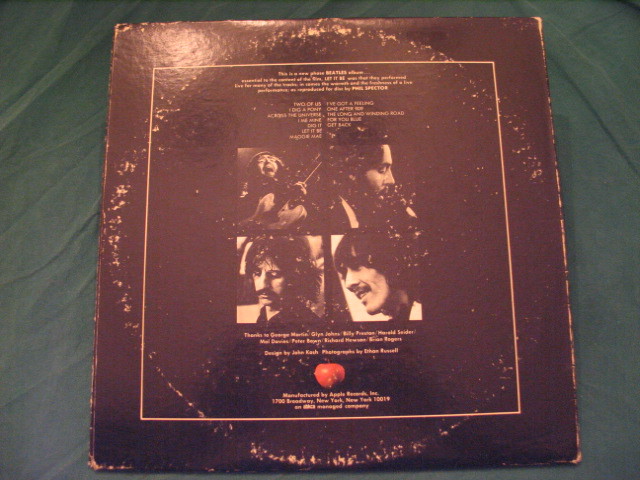 This is a new phase BEATLES album...
essential to the content of the film, LET IT BE was that they performed
live for many of the tracks; in comes the warmth and the freshness of a live
performance; as reproduced for disc by PHIL SPECTOR
TWO OF US I'VE GOT A FEELING
I DIG A PONY ONE AFTER 909
ACROSS THE UNIVERSE THE LONG AND WINDING ROAD
I ME MINE FOR YOU BLUE
DIG IT GET BACK
LET IT BE
MAGGIE MAE
Thanks to George Martin/Glyn Johns/Billy Preston/Harold Seider/
Mal Davies/Peter Bown/Richard Hewson/Brian Rogers
Design by John Kosh Photographs by Ethan Russell
Manufactured by Apple Records, Inc.
1700 Broadway, New York, New York 10019
an abkco managed company